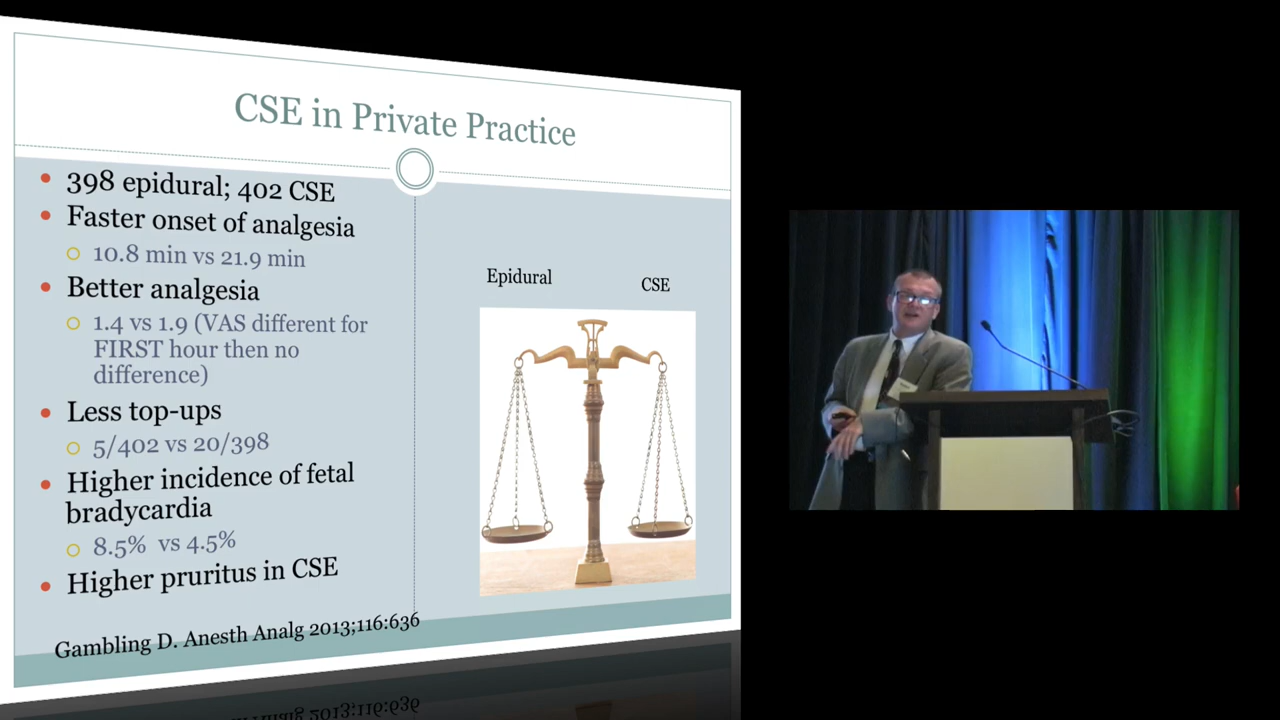 CSE in Private Practice
398 epidural; 402 CSE
Faster onset of analgesia
10.8 min vs 21.9 min
Better analgesia
1.4 vs 1.9 (VAS different for
FIRST hour then no
difference)
Less top-ups
5/402 vs 20/398
Higher incidence of fetal
bradycardia
8.5% vs 4.5%
Higher pruritus in CSE
Gambling D. Anesth Analg 2013;116:636
Epidural
CSE